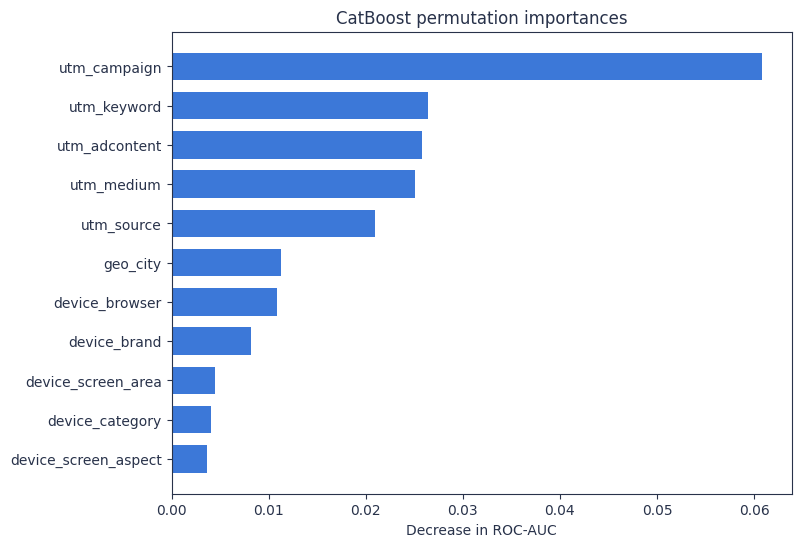 CatBoost permutation importances
utm_campaign
utm_keyword
utm_adcontent
utm_medium
utm_source
geo_city
device_browser
device_brand
device_screen_area
device_category
device_screen_aspect
0.00 0.01 0.02 0.03 0.04 0.05 0.06
Decrease in ROC-AUC